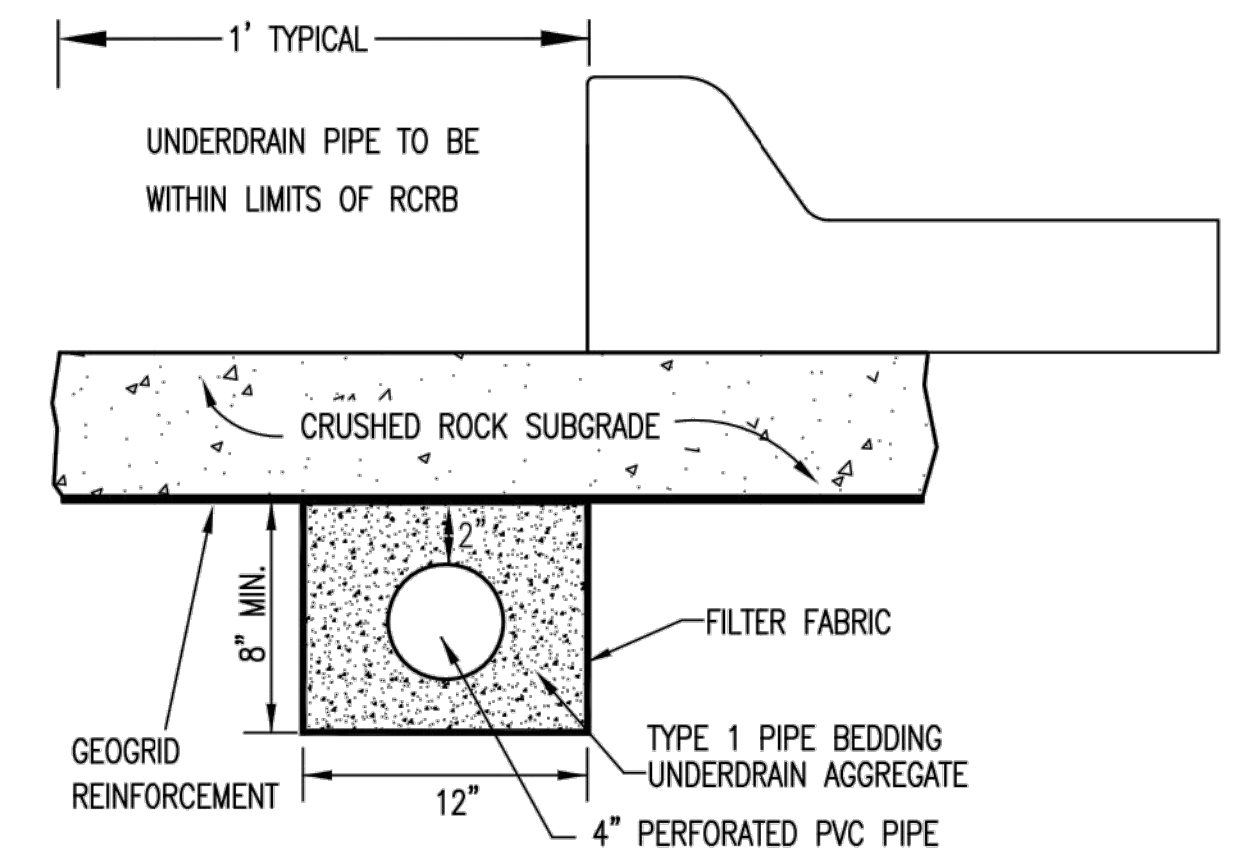 1' TYPICAL
UNDERDRAIN PIPE TO BE
WITHIN LIMITS OF RCRB
CRUSHED ROCK SUBGRADE
2"
8" MIN.
FILTER FABRIC
GEOGRID
REINFORCEMENT
TYPE 1 PIPE BEDDING
UNDERDRAIN AGGREGATE
12"
4" PERFORATED PVC PIPE